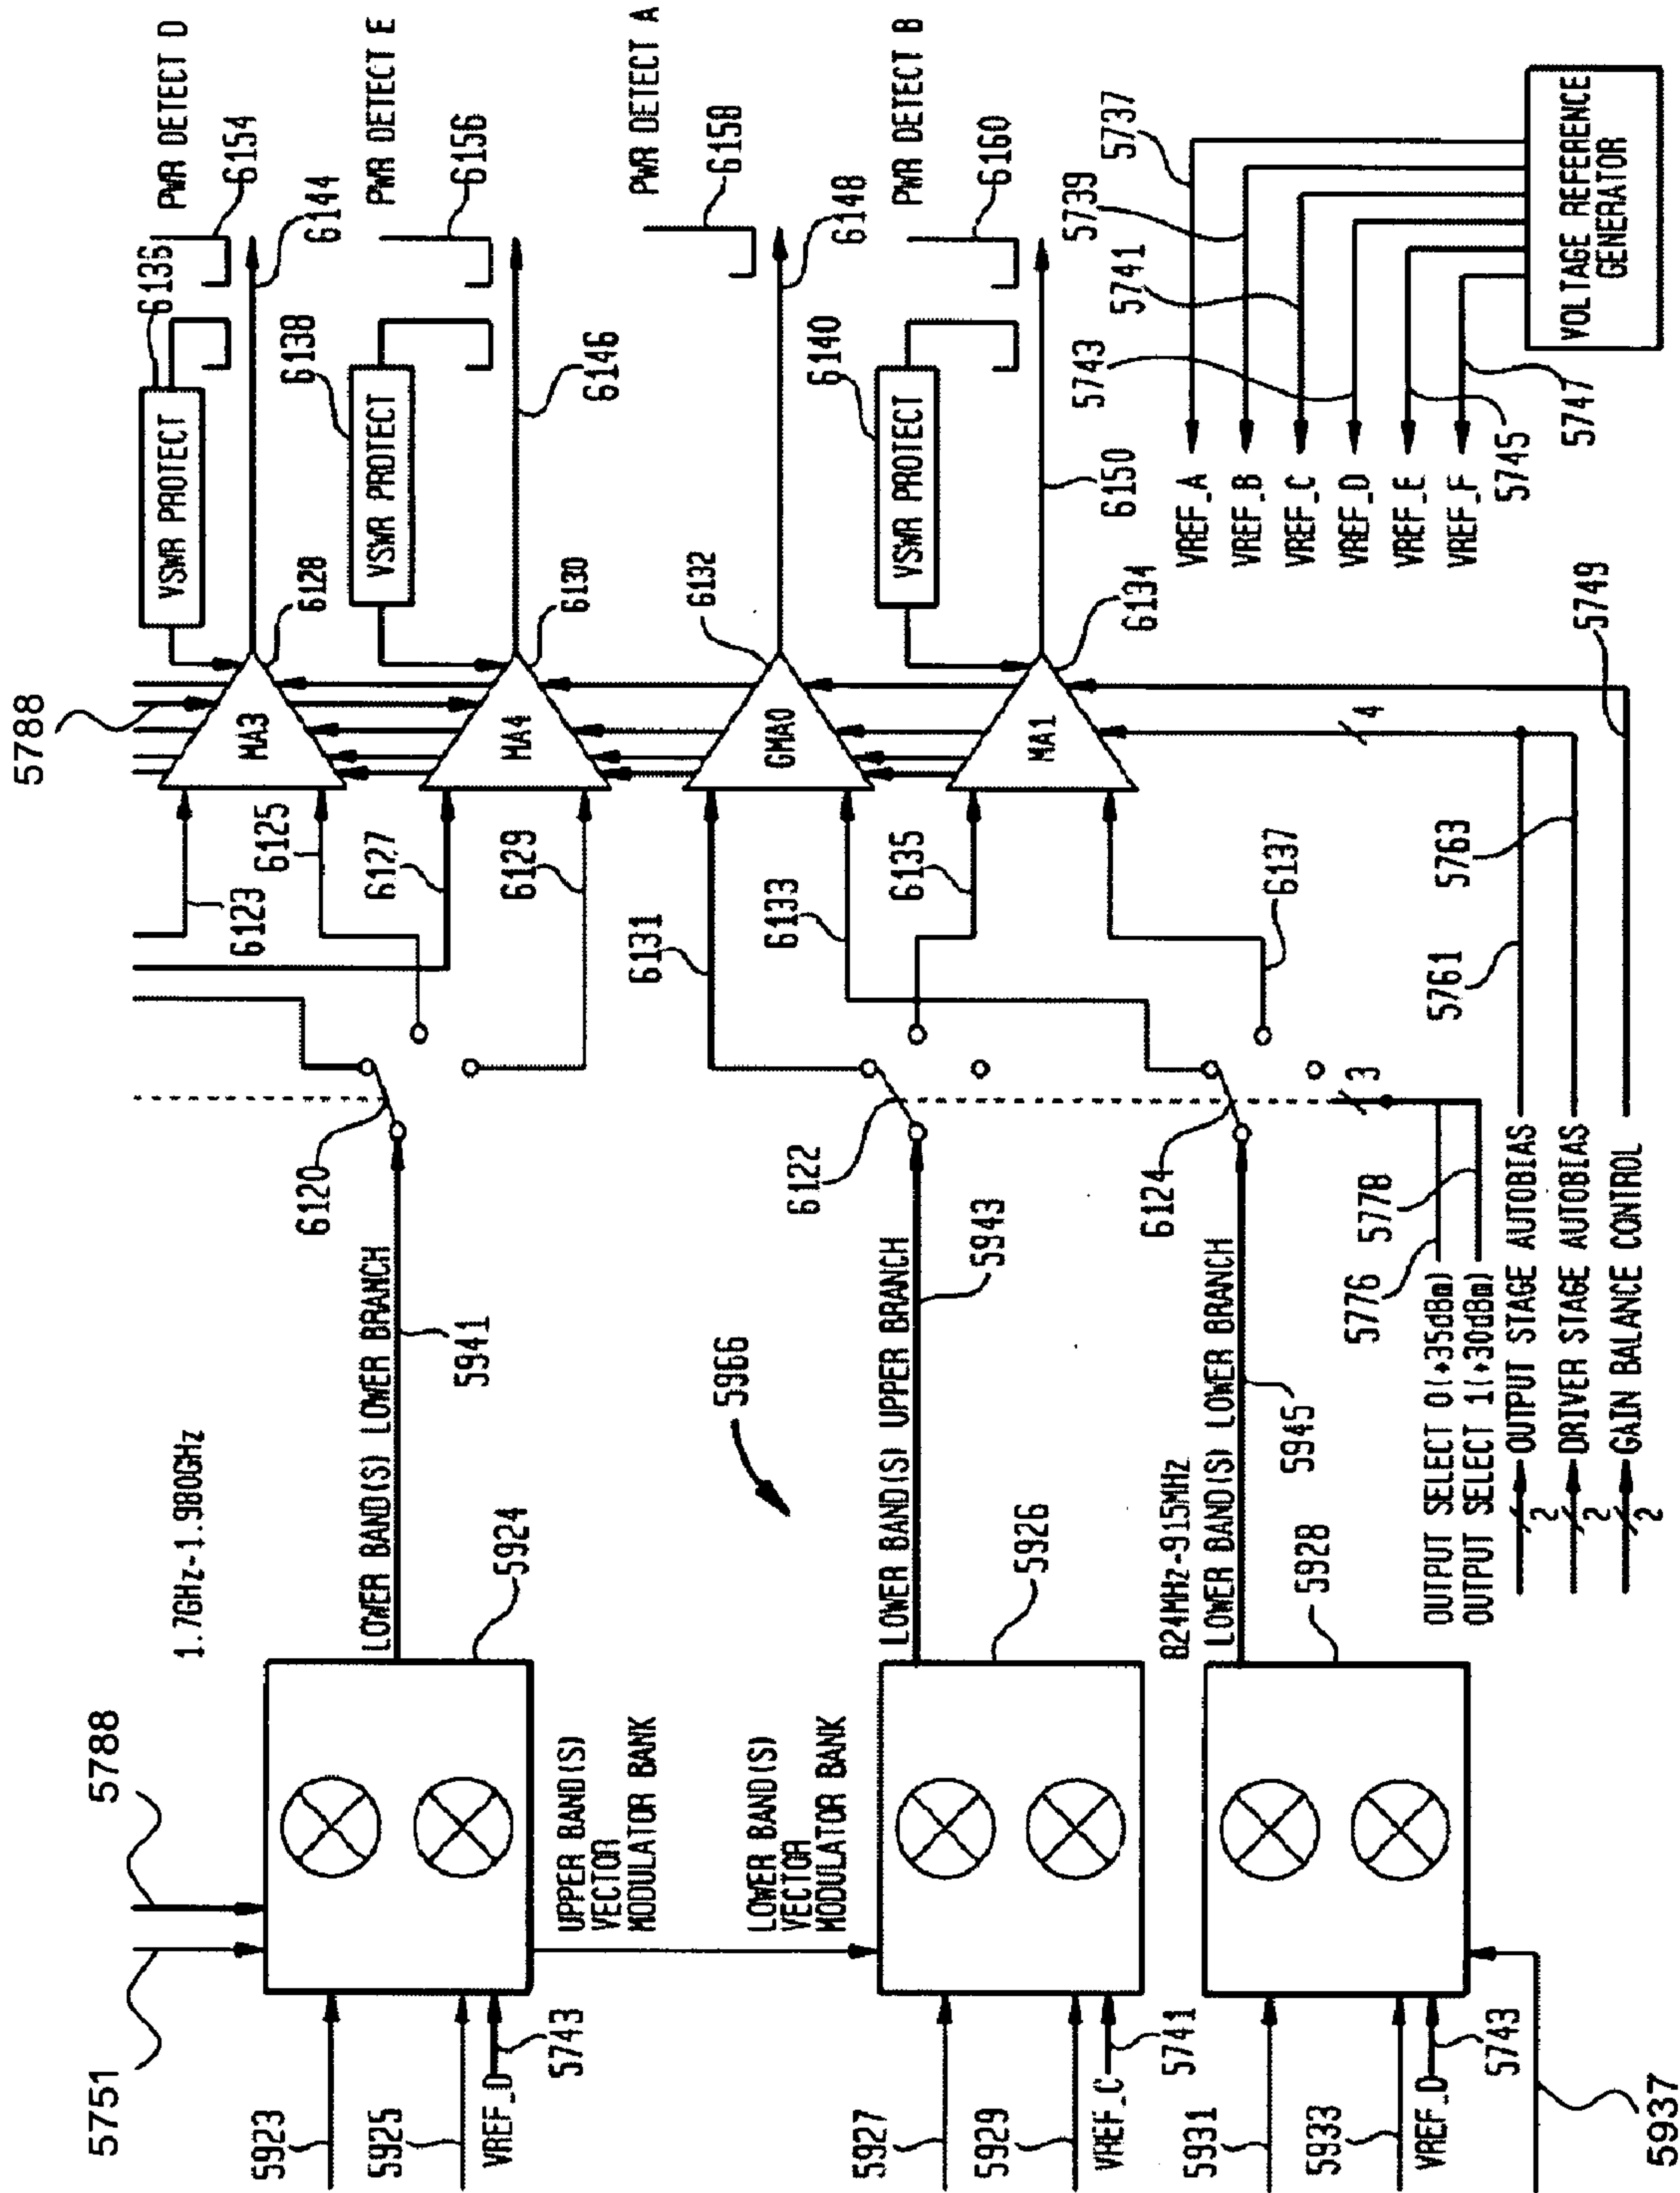 5751
5788
5923
5925
VREF_D
5743
1.7GHz-1.980GHz
LOWER BAND(S) LOWER BRANCH
5941
5924
UPPER BAND(S)
VECTOR
MODULATOR BANK
LOWER BAND(S)
VECTOR
MODULATOR BANK
6120
6123
6125
6127
6129
5788
MA3
6128
VSWR PROTECT
6136
PWR DETECT D
6154
6144
MA4
6130
VSWR PROTECT
6138
PWR DETECT E
6156
6146
5966
5927
5929
VREF_C
5741
LOWER BAND(S) UPPER BRANCH
5943
5926
6122
6131
6133
6135
GMA0
6132
PWR DETECT A
6158
6148
824MHz-915MHz
LOWER BAND(S) LOWER BRANCH
5945
5928
5931
5933
VREF_D
5743
5937
6124
6137
3
MA1
6134
VSWR PROTECT
6140
PWR DETECT B
6160
6150
4
5776
5778
OUTPUT SELECT 0(+35dBm)
OUTPUT SELECT 1(+30dBm)
2
OUTPUT STAGE AUTOBIAS
5761
2
DRIVER STAGE AUTOBIAS
5763
2
GAIN BALANCE CONTROL
5749
VREF_A
VREF_B
VREF_C
VREF_D
VREF_E
VREF_F
5737
5739
5741
5743
5745
5747
VOLTAGE REFERENCE
GENERATOR